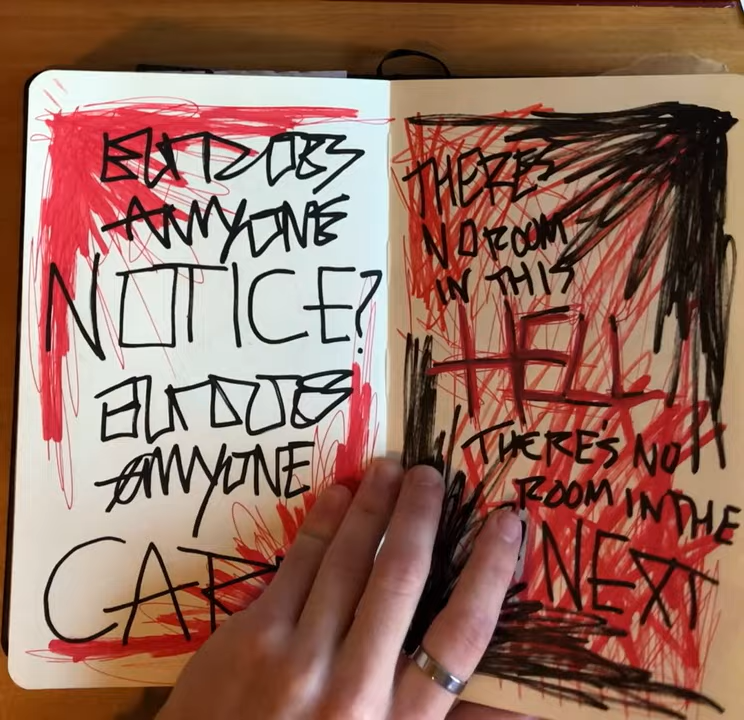 BUT DOES
ANYONE
NOTICE?
BUT DOES
ANYONE
CAR
THERE'S
NO ROOM
IN THIS
HELL
THERE'S NO
ROOM IN THE
NEXT